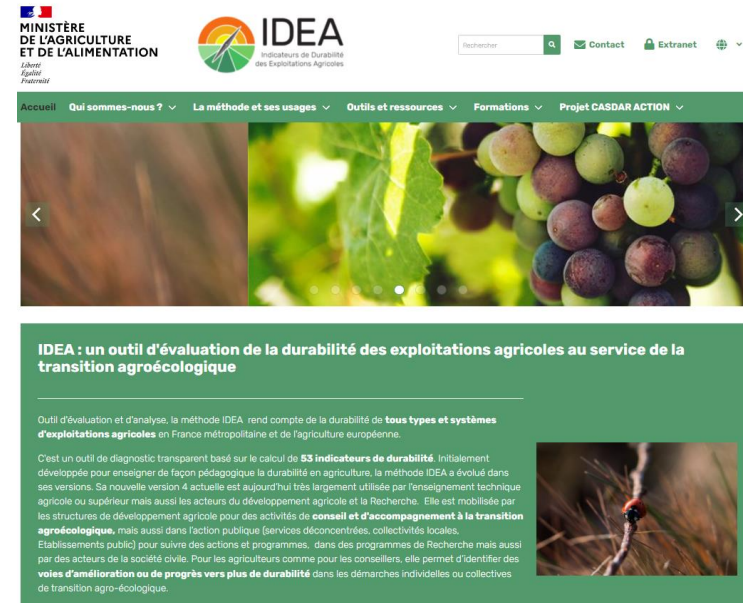 MINISTÈRE
DE L'AGRICULTURE
ET DE L'ALIMENTATION
Liberté
Égalité
Fraternité
IDEA
Indicateurs de Durabilité
des Exploitations Agricoles
Rechercher
Contact
Extranet
Accueil
Qui sommes-nous ?
La méthode et ses usages
Outils et ressources
Formations
Projet CASDAR ACTION
IDEA : un outil d'évaluation de la durabilité des exploitations agricoles au service de la
transition agroécologique
Outil d'évaluation et d'analyse, la méthode IDEA rend compte de la durabilité de tous types et systèmes
d'exploitations agricoles en France métropolitaine et de l'agriculture européenne.
C'est un outil de diagnostic transparent basé sur le calcul de 53 indicateurs de durabilité. Initialement
développée pour enseigner de façon pédagogique la durabilité en agriculture, la méthode IDEA a évolué dans
ses versions. Sa nouvelle version 4 actuelle est aujourd'hui très largement utilisée par l'enseignement technique
agricole ou supérieur mais aussi les acteurs du développement agricole et la Recherche. Elle est mobilisée par
les structures de développement agricole pour des activités de conseil et d'accompagnement à la transition
agroécologique, mais aussi dans l'action publique (services déconcentrées, collectivités locales,
Etablissements public) pour suivre des actions et programmes, dans des programmes de Recherche mais aussi
par des acteurs de la société civile. Pour les agriculteurs comme pour les conseillers, elle permet d'identifier des
voies d'amélioration ou de progrès vers plus de durabilité dans les démarches individelles ou collectives
de transition agro-écologique.